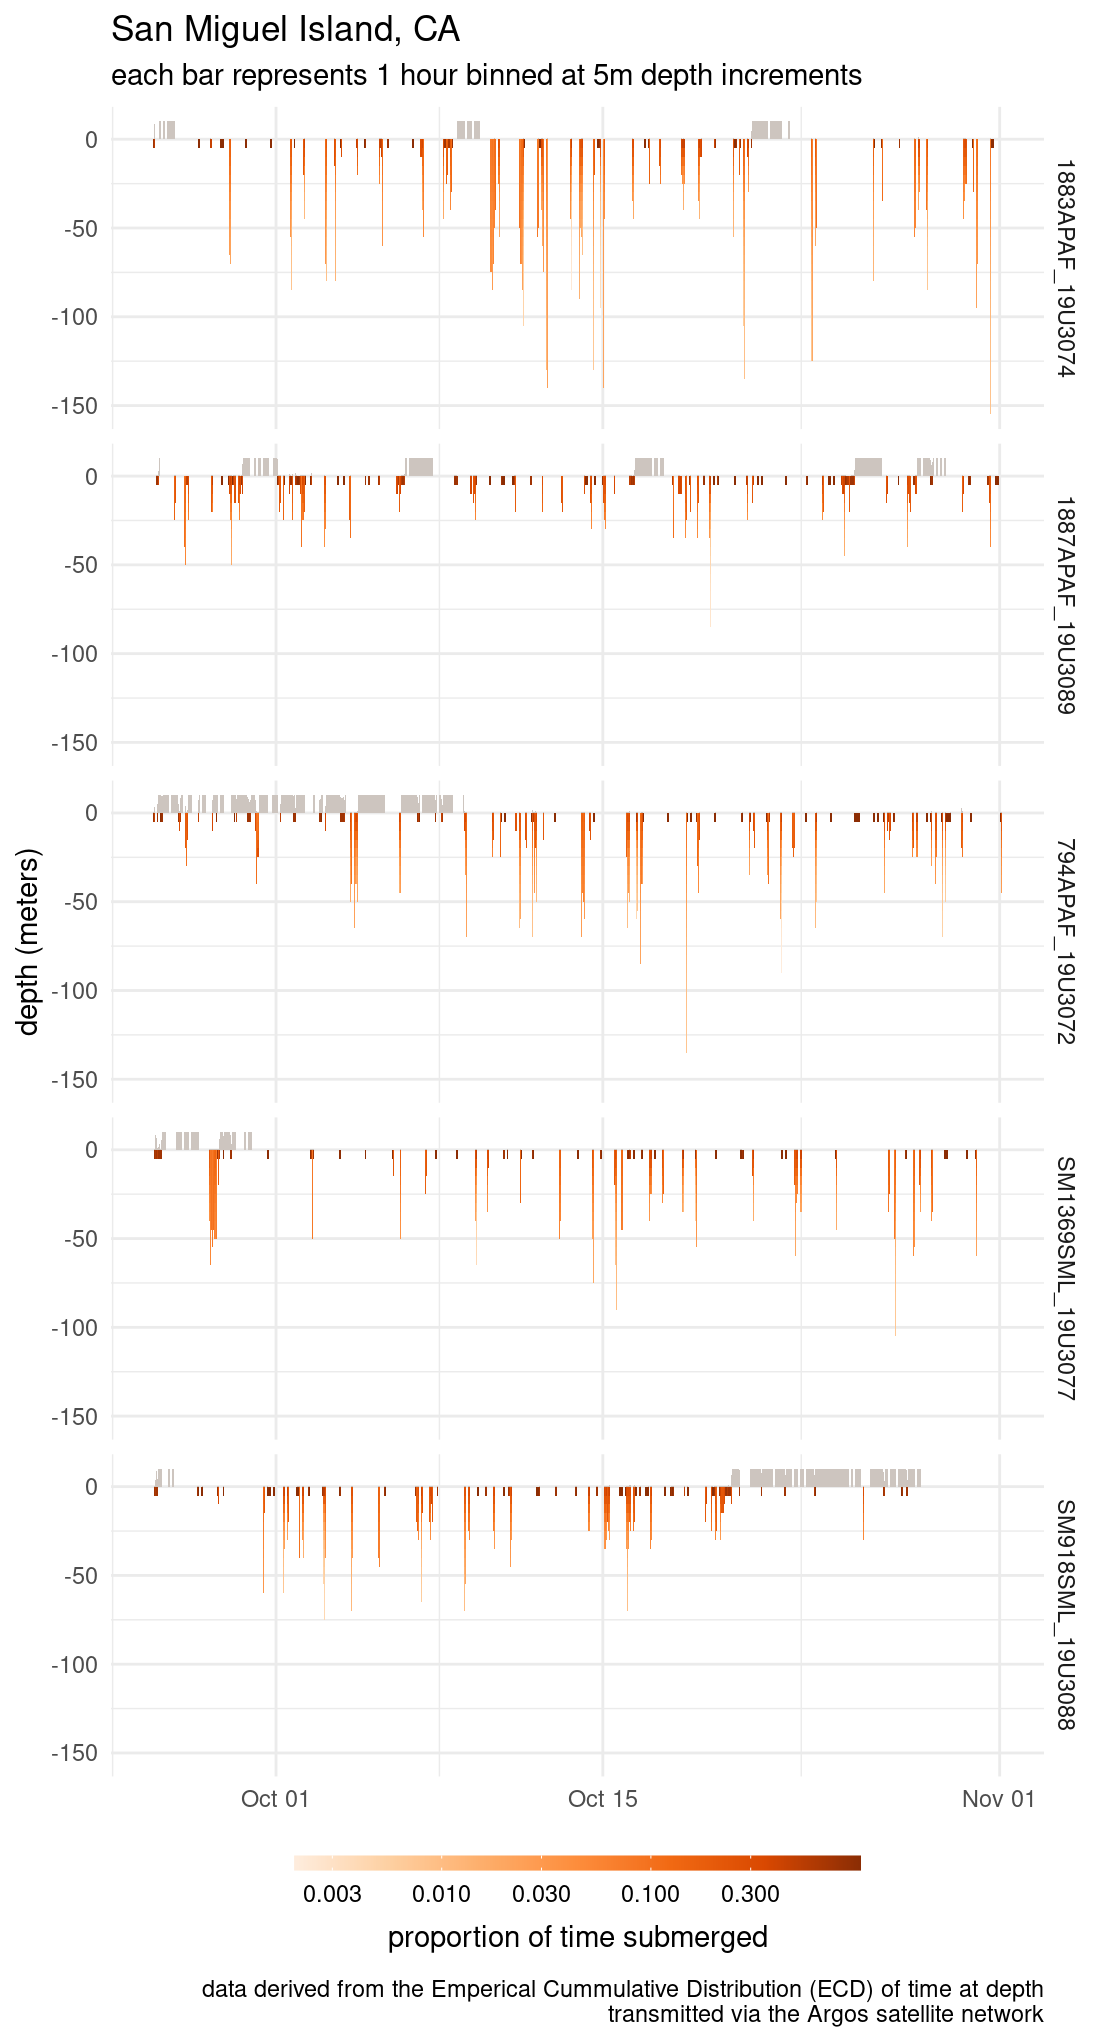 San Miguel Island, CA
each bar represents 1 hour binned at 5m depth increments
depth (meters)
0
-50
-100
-150
1883APAF_19U3074
0
-50
-100
-150
1887APAF_19U3089
0
-50
-100
-150
794APAF_19U3072
0
-50
-100
-150
SM1369SML_19U3077
0
-50
-100
-150
SM918SML_19U3088
Oct 01 Oct 15 Nov 01
0.003 0.010 0.030 0.100 0.300
proportion of time submerged
data derived from the Emperical Cummulative Distribution (ECD) of time at depth
transmitted via the Argos satellite network